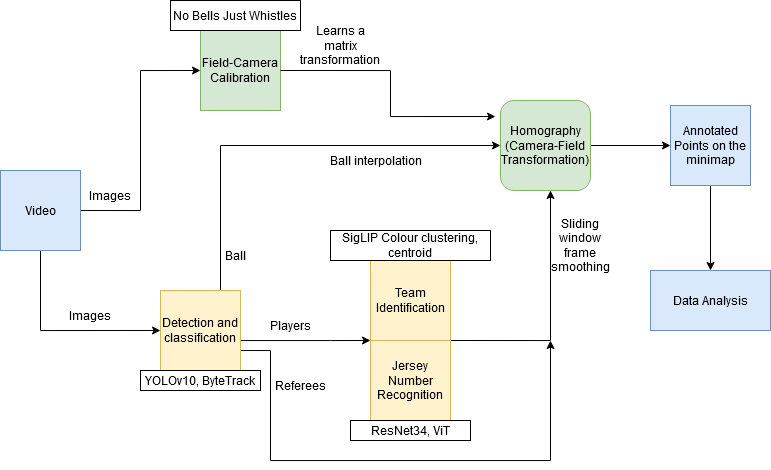 No Bells Just Whistles
Field-Camera
Calibration
Learns a
matrix
transformation
Homography
(Camera-Field
Transformation)
Annotated
Points on the
minimap
Ball interpolation
Images
Video
SigLIP Colour clustering,
centroid
Sliding
window
frame
smoothing
Ball
Team
Identification
Data Analysis
Images
Detection and
classification
Players
Jersey
Number
Recognition
YOLOv10, ByteTrack
Referees
ResNet34, ViT